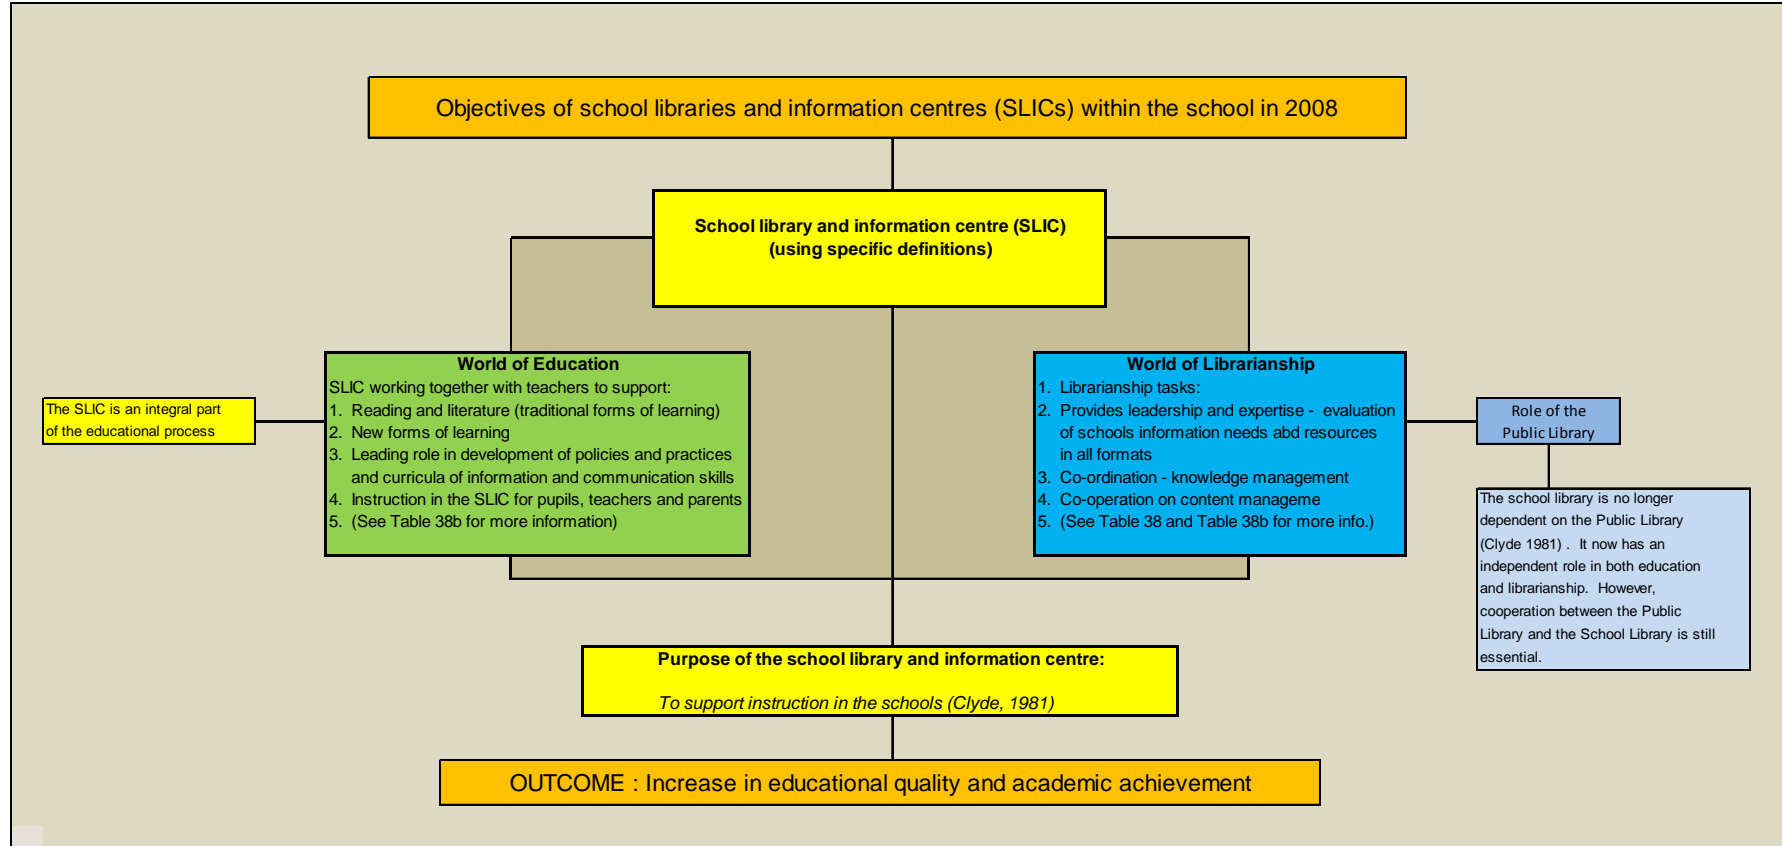 Objectives of school libraries and information centres (SLICs) within the school in 2008
School library and information centre (SLIC)
(using specific definitions)
World of Education
SLIC working together with teachers to support:
1. Reading and literature (traditional forms of learning)
2. New forms of learning
3. Leading role in development of policies and practices
and curricula of information and communication skills
4. Instruction in the SLIC for pupils, teachers and parents
5. (See Table 38b for more information)
The SLIC is an integral part
of the educational process
World of Librarianship
1. Librarianship tasks:
2. Provides leadership and expertise - evaluation
of schools information needs abd resources
in all formats
3. Co-ordination - knowledge management
4. Co-operation on content manageme
5. (See Table 38 and Table 38b for more info.)
Role of the
Public Library
The school library is no longer
dependent on the Public Library
(Clyde 1981) . It now has an
independent role in both education
and librarianship. However,
cooperation between the Public
Library and the School Library is still
essential.
Purpose of the school library and information centre:
To support instruction in the schools (Clyde, 1981)
OUTCOME : Increase in educational quality and academic achievement